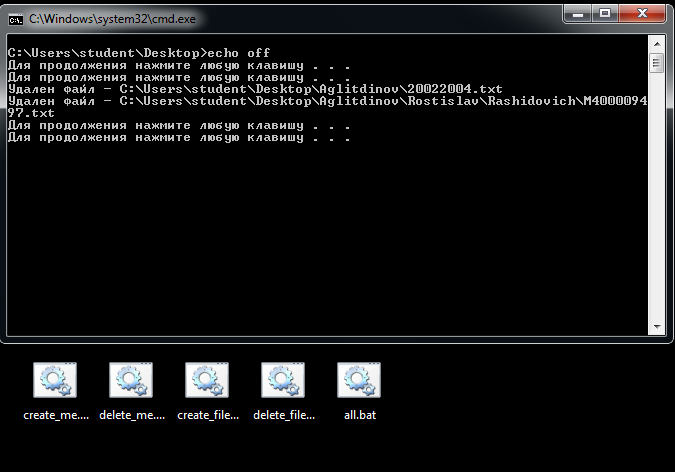 C:\Windows\system32\cmd.exe
C:\Users\student\Desktop>echo off
Для продолжения нажмите любую клавишу . . .
Для продолжения нажмите любую клавишу . . .
Удален файл – C:\Users\student\Desktop\Aglitdinov\20022004.txt
Удален файл – C:\Users\student\Desktop\Aglitdinov\Rostislav\Rashidovich\M4000094
97.txt
Для продолжения нажмите любую клавишу . . .
Для продолжения нажмите любую клавишу . . .
create_me.... delete_me.... create_file... delete_file... all.bat